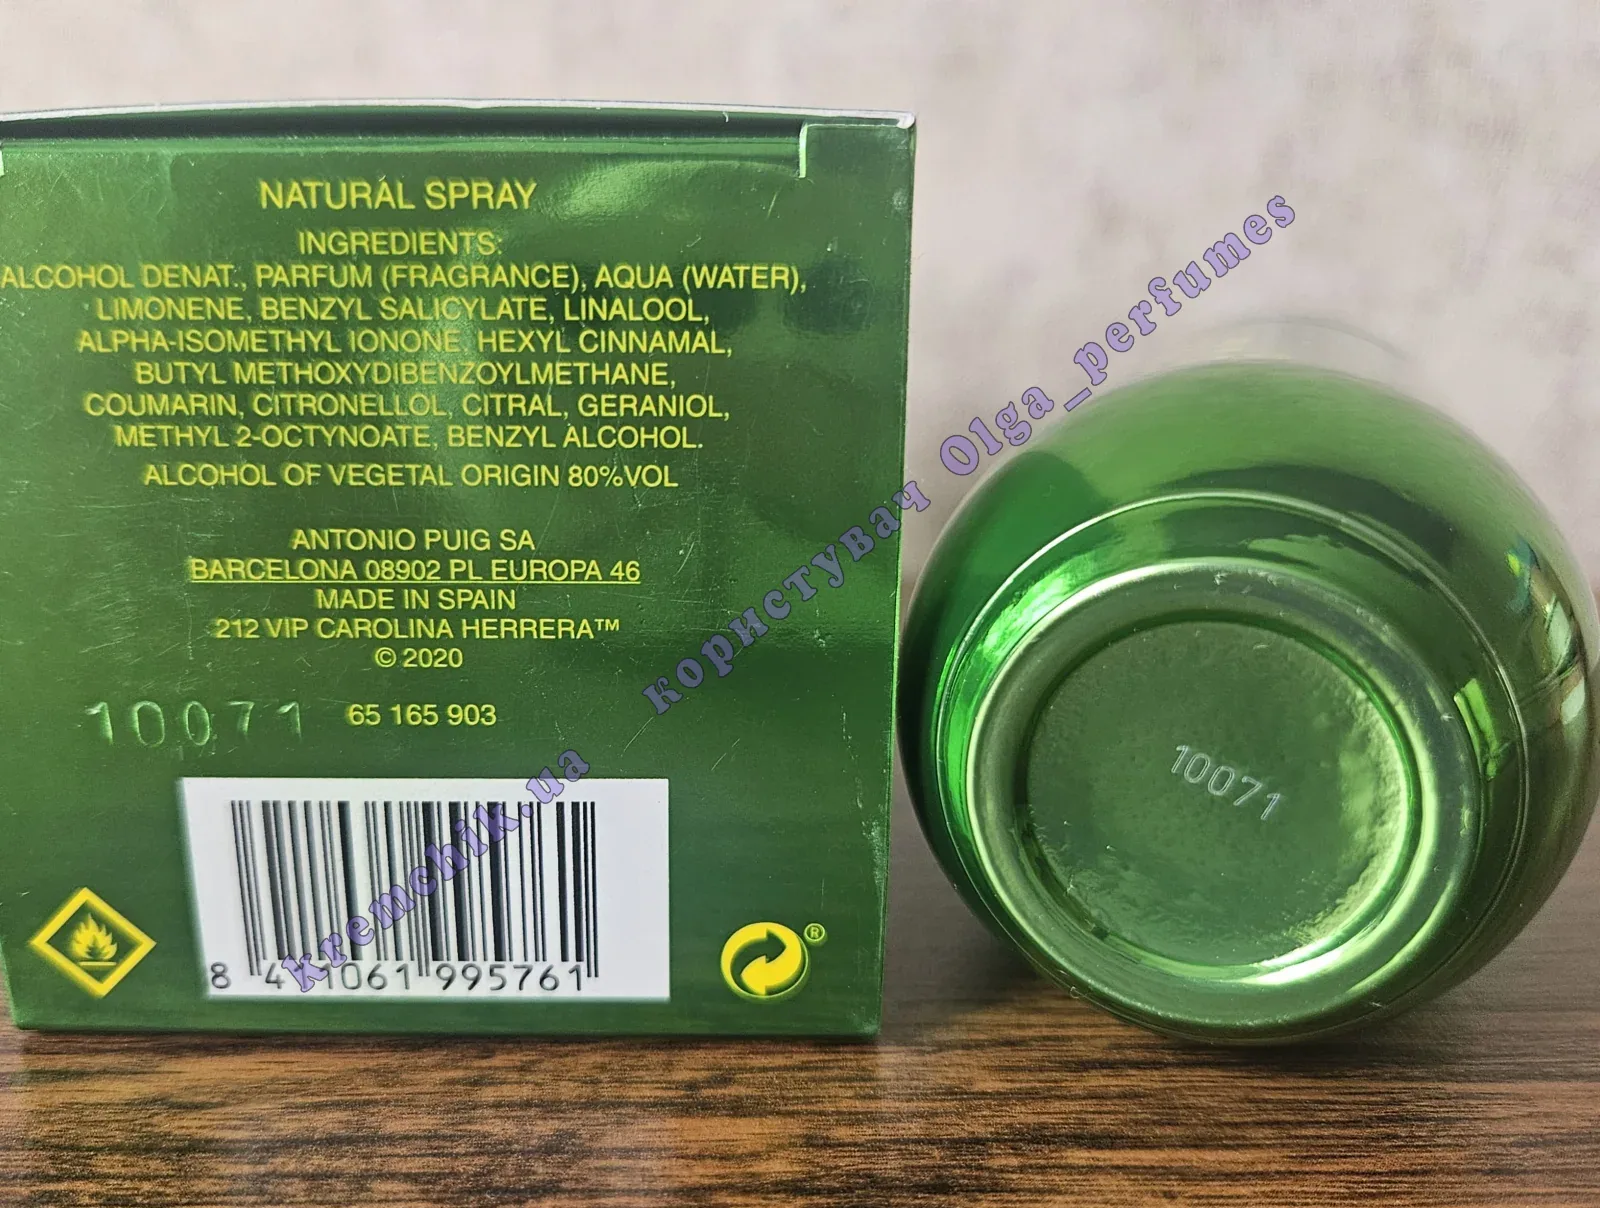 NATURAL SPRAY
INGREDIENTS:
ALCOHOL DENAT., PARFUM (FRAGRANCE), AQUA (WATER),
LIMONENE, BENZYL SALICYLATE, LINALOOL,
ALPHA-ISOMETHYL IONONE, HEXYL CINNAMAL,
BUTYL METHOXYDIBENZOYLMETHANE,
COUMARIN, CITRONELLOL, CITRAL, GERANIOL,
METHYL 2-OCTYNOATE, BENZYL ALCOHOL.
ALCOHOL OF VEGETAL ORIGIN 80%VOL
ANTONIO PUIG SA
BARCELONA 08902 PL EUROPA 46
MADE IN SPAIN
212 VIP CAROLINA HERRERA™
© 2020
10071 65 165 903
8 411061 995761
®
10071
kremchik.ua користувач Olga_perfumes